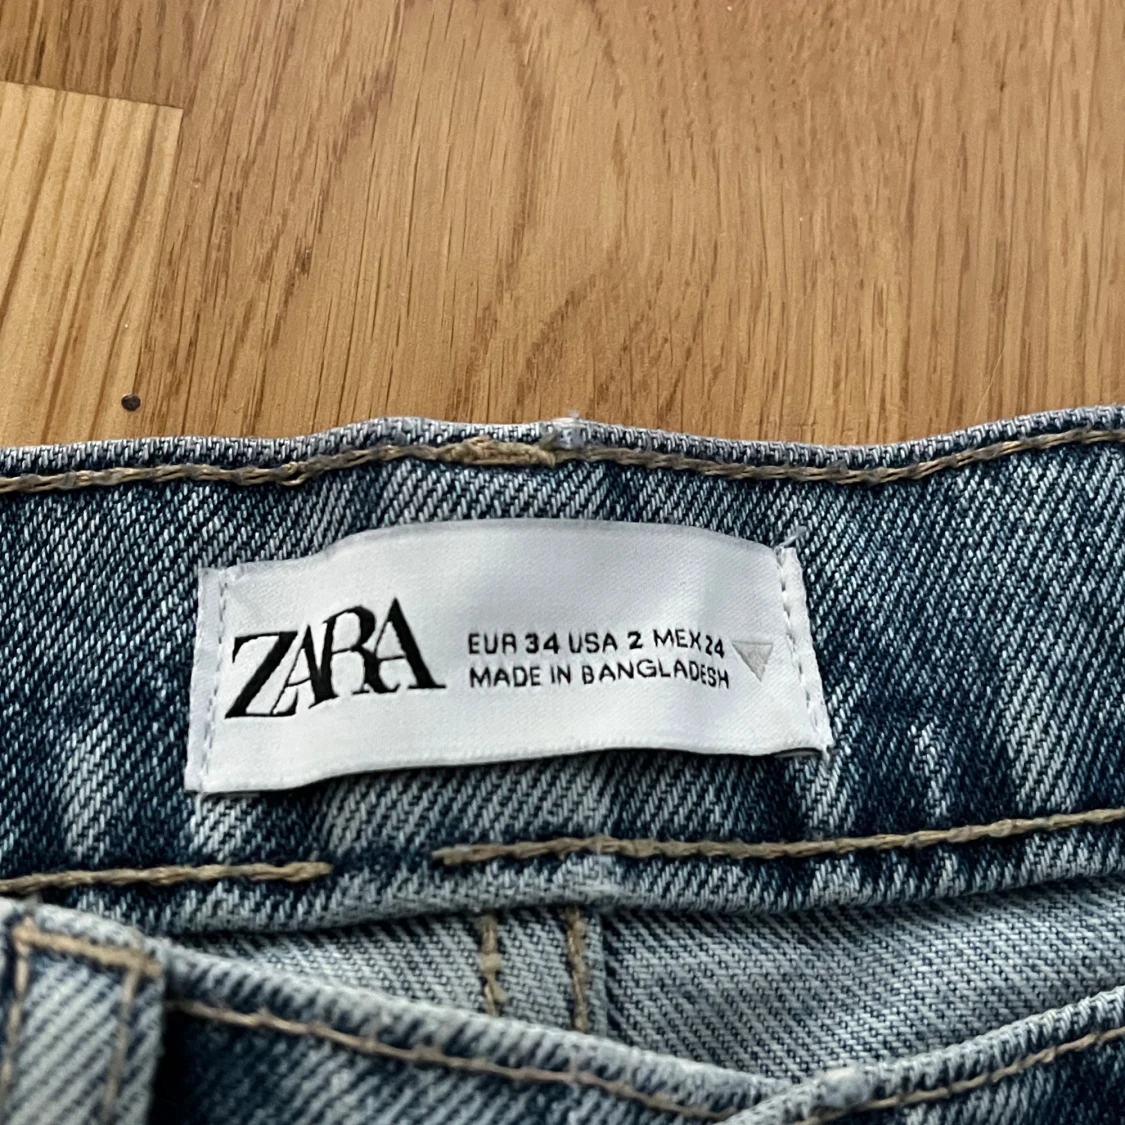 ZARA
EUR 34 USA 2 MEX 24
MADE IN BANGLADESH